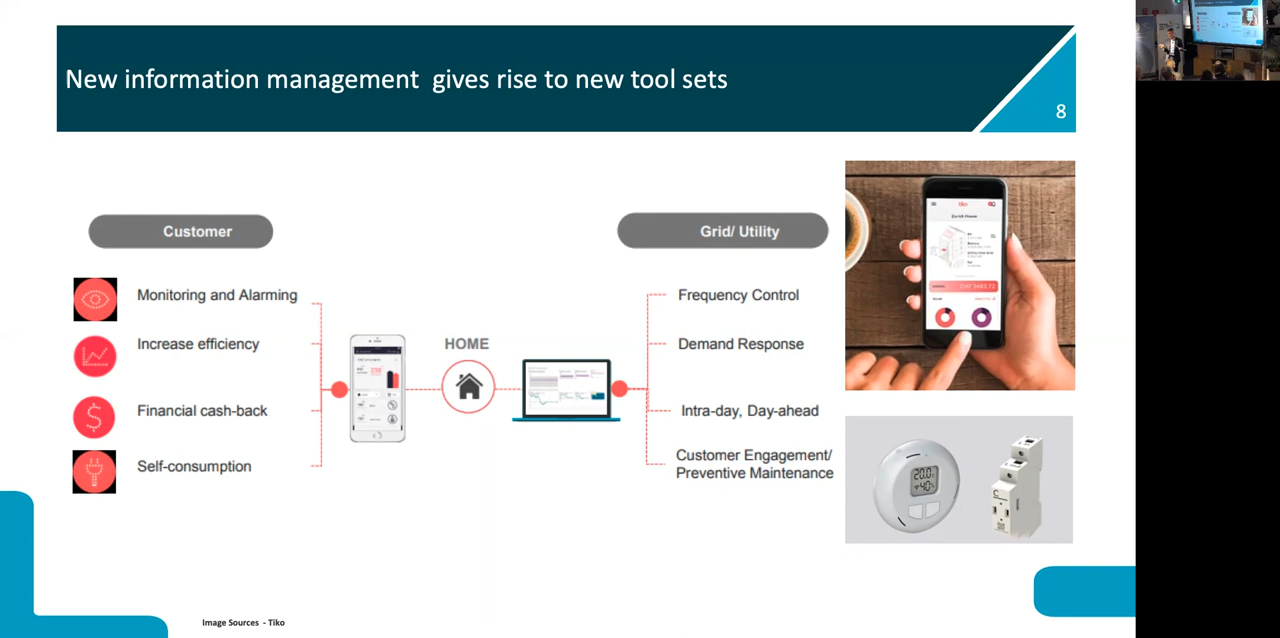 New information management gives rise to new tool sets
8
Customer
Grid/ Utility
Monitoring and Alarming
Increase efficiency
Financial cash-back
Self-consumption
HOME
Frequency Control
Demand Response
Intra-day, Day-ahead
Customer Engagement/
Preventive Maintenance
tiko
Zurich House
20.0
40%
C
Image Sources - Tiko